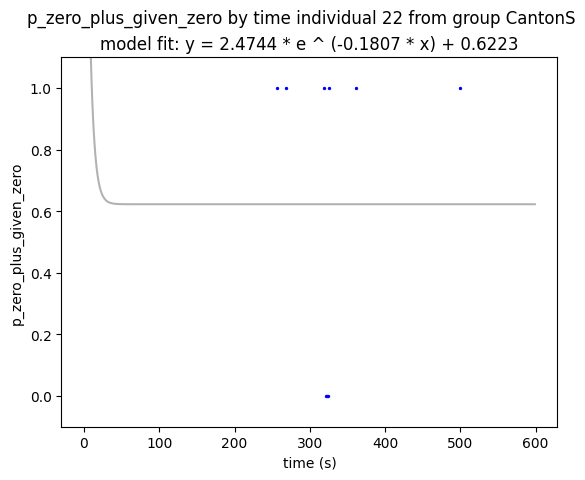 p_zero_plus_given_zero by time individual 22 from group CantonS
model fit: y = 2.4744 * e ^ (-0.1807 * x) + 0.6223
p_zero_plus_given_zero
1.0
0.8
0.6
0.4
0.2
0.0
0 100 200 300 400 500 600
time (s)